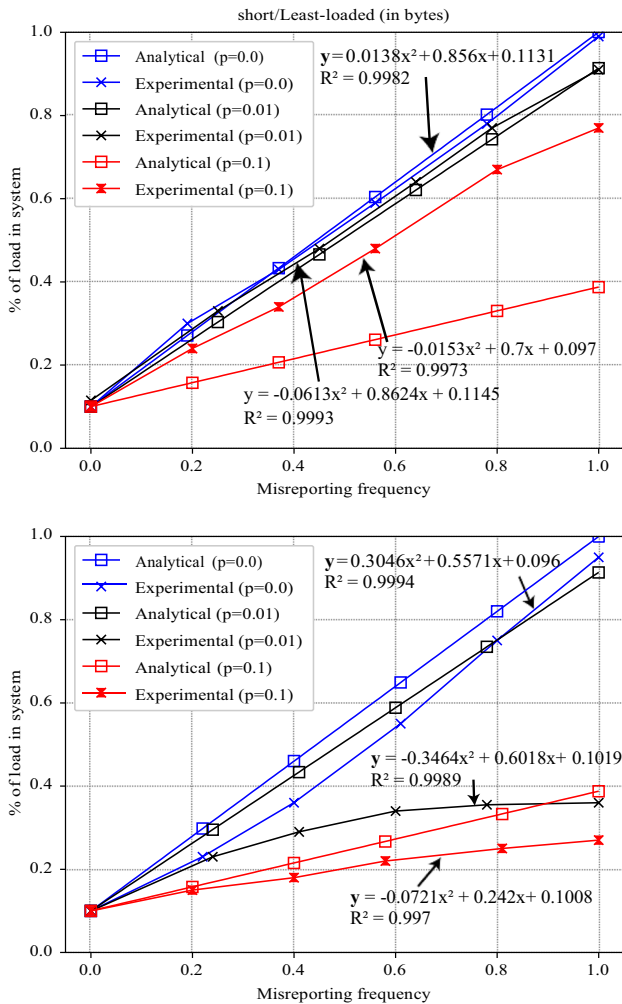 short/Least-loaded (in bytes)
1.0
0.8
0.6
0.4
0.2
0.0
% of load in system
Analytical (p=0.0)
Experimental (p=0.0)
Analytical (p=0.01)
Experimental (p=0.01)
Analytical (p=0.1)
Experimental (p=0.1)
y=0.0138x² + 0.856x + 0.1131
R² = 0.9982
y = -0.0153x² + 0.7x + 0.097
R² = 0.9973
y = -0.0613x² + 0.8624x + 0.1145
R² = 0.9993
0.0 0.2 0.4 0.6 0.8 1.0
Misreporting frequency
1.0
0.8
0.6
0.4
0.2
0.0
% of load in system
Analytical (p=0.0)
Experimental (p=0.0)
Analytical (p=0.01)
Experimental (p=0.01)
Analytical (p=0.1)
Experimental (p=0.1)
y=0.3046x² + 0.5571x+ 0.096
R² = 0.9994
y = -0.3464x² + 0.6018x+ 0.1019
R² = 0.9989
y = -0.0721x² + 0.242x+ 0.1008
R² = 0.997
0.0 0.2 0.4 0.6 0.8 1.0
Misreporting frequency